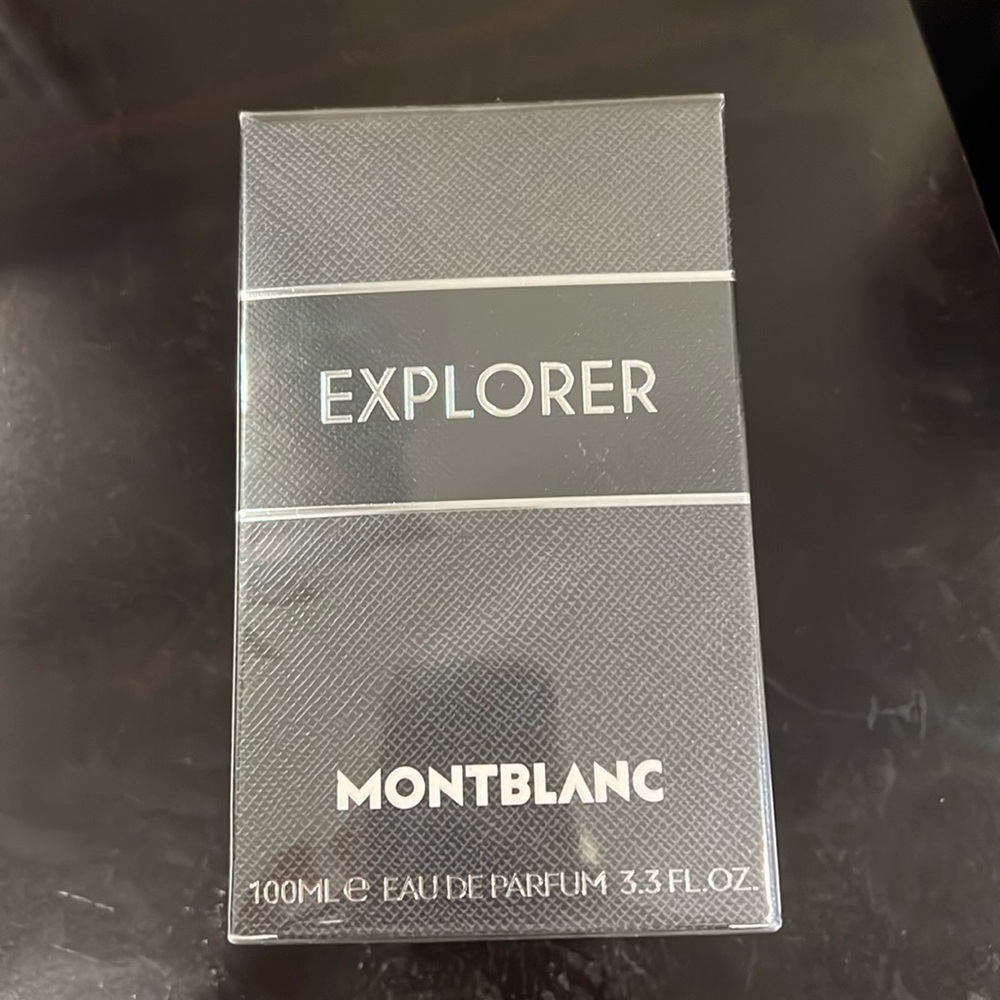 EXPLORER
MONTBLANC
100ML ℮ EAU DE PARFUM 3.3 FL.OZ.